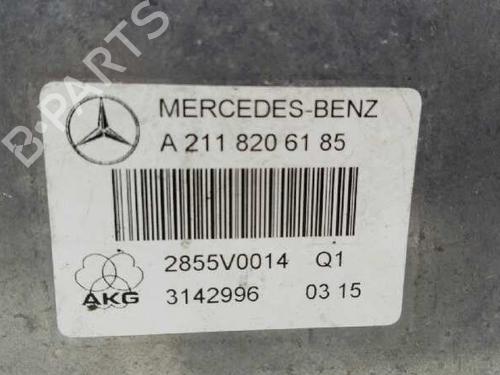 B-PARTS
MERCEDES-BENZ
A 211 820 61 85
2855V0014 Q1
AKG 3142996 03 15